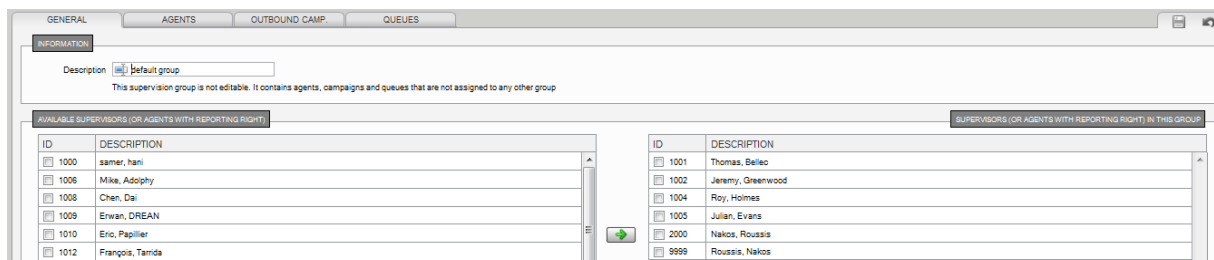 GENERAL AGENTS OUTBOUND CAMP. QUEUES
INFORMATION
Description default group
This supervision group is not editable. It contains agents, campaigns and queues that are not assigned to any other group
AVAILABLE SUPERVISORS (OR AGENTS WITH REPORTING RIGHT)
ID DESCRIPTION
1000 samer, hani
1006 Mike, Adolphy
1008 Chen, Dai
1009 Erwan, DREAN
1010 Eric, Papillier
1012 François, Tarrida
SUPERVISORS (OR AGENTS WITH REPORTING RIGHT) IN THIS GROUP
ID DESCRIPTION
1001 Thomas, Bellec
1002 Jeremy, Greenwood
1004 Roy, Holmes
1005 Julian, Evans
2000 Nakos, Roussis
9999 Roussis, Nakos